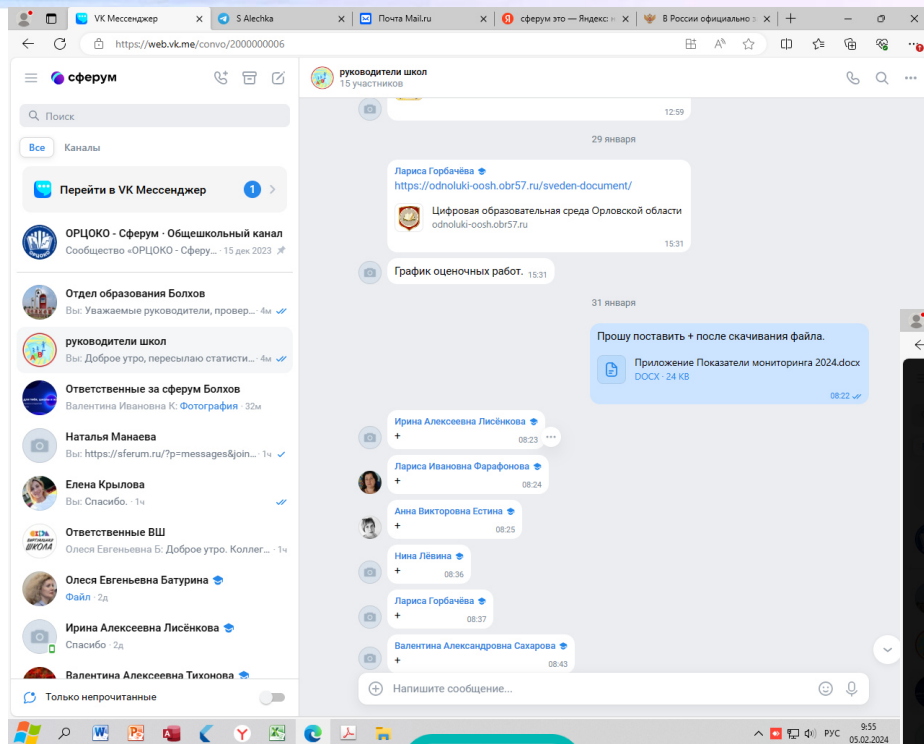 VK Мессенджер
S Alechka
Почта Mail.ru
сферум это — Яндекс: н
В России официально з
https://web.vk.me/convo/2000000006
сферум
руководители школ
15 участников
Поиск
Все
Каналы
Перейти в VK Мессенджер
1
ОРЦОКО - Сферум · Общешкольный канал
Сообщество «ОРЦОКО - Сферу... · 15 дек 2023
Отдел образования Болхов
Вы: Уважаемые руководители, провер... · 4м
руководители школ
Вы: Доброе утро, пересылаю статисти... · 4м
Ответственные за сферум Болхов
Валентина Ивановна К: Фотография · 32м
Наталья Манаева
Вы: https://sferum.ru/?p=messages&join... · 1ч
Елена Крылова
Вы: Спасибо. · 1ч
Ответственные ВШ
Олеся Евгеньевна Б: Доброе утро. Коллег... · 1ч
Олеся Евгеньевна Батурина
Файл · 2д
Ирина Алексеевна Лисёнкова
Спасибо · 2д
Валентина Алексеевна Тихонова
Только непрочитанные
12:59
29 января
Лариса Горбачёва
https://odnoluki-oosh.obr57.ru/sveden-document/
Цифровая образовательная среда Орловской области
odnoluki-oosh.obr57.ru
15:31
График оценочных работ. 15:31
31 января
Прошу поставить + после скачивания файла.
Приложение Показатели мониторинга 2024.docx
DOCX · 24 KB
08:22
Ирина Алексеевна Лисёнкова
+ 08:23
Лариса Ивановна Фарафонова
+ 08:24
Анна Викторовна Естина
+ 08:25
Нина Лёвина
+ 08:36
Лариса Горбачёва
+ 08:37
Валентина Александровна Сахарова
+ 08:43
Напишите сообщение...
РУС
9:55
05.02.2024